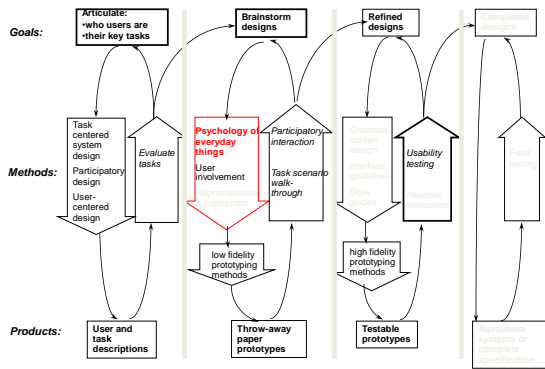 Goals:
Articulate:
•who users are
•their key tasks
Brainstorm
designs
Refined
designs
Completed
designs
Methods:
Task
centered
system
design
Participatory
design
User-
centered
design
Evaluate
tasks
Psychology of
everyday
things
User
involvement
Representation
& metaphors
low fidelity
prototyping
methods
Participatory
interaction
Task scenario
walk-
through
Graphical
screen
design
Interface
guidelines
Style
guides
high fidelity
prototyping
methods
Usability
testing
Heuristic
evaluation
Field
testing
Products:
User and
task
descriptions
Throw-away
paper
prototypes
Testable
prototypes
Alpha/beta
systems or
complete
specification